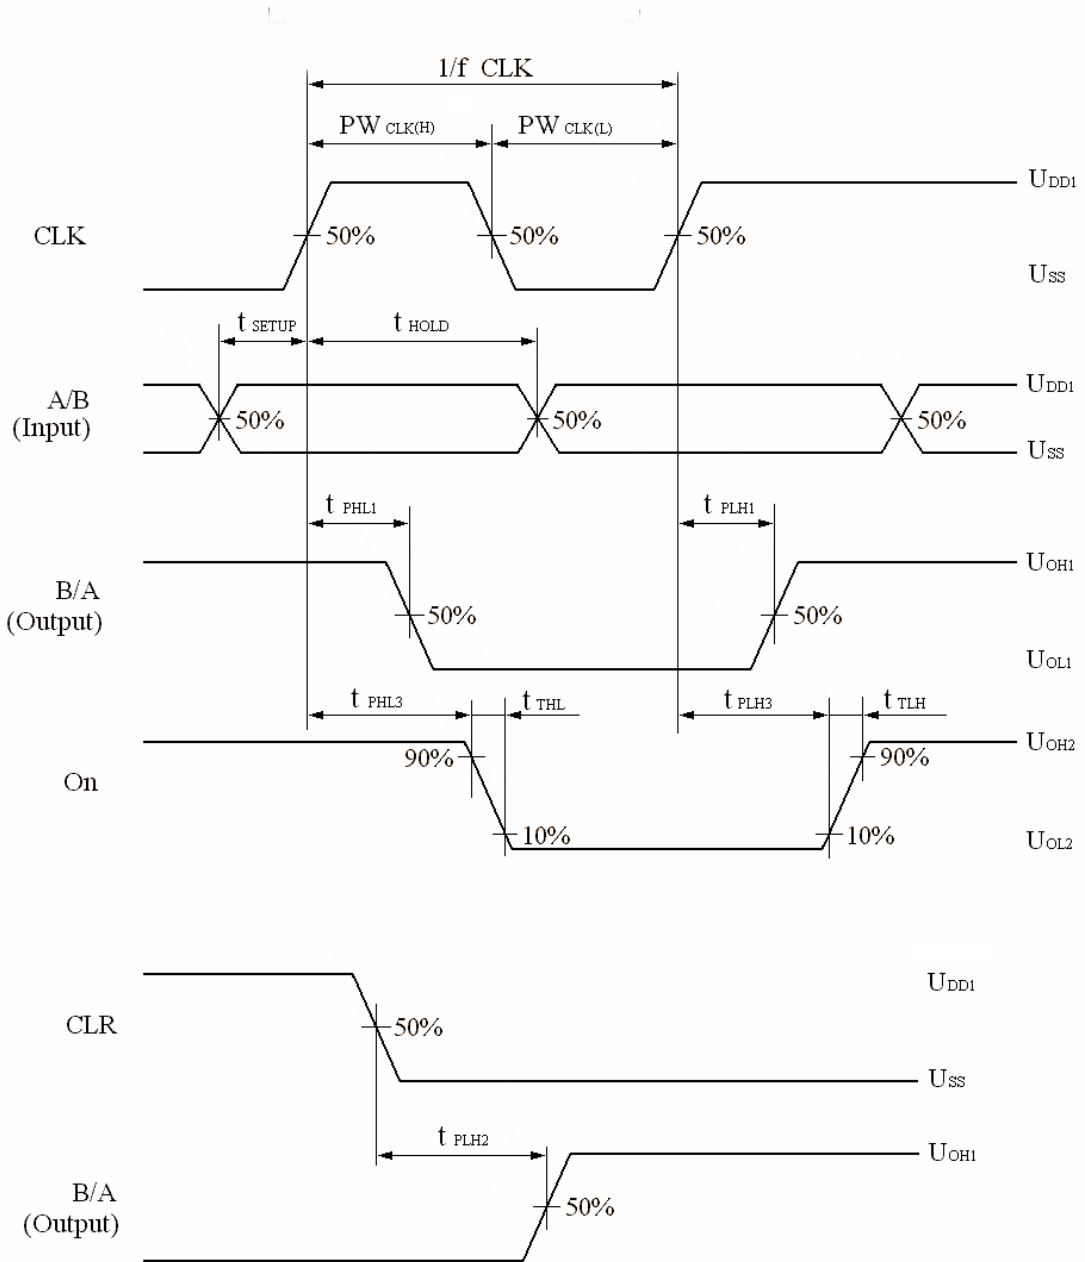 1/f CLK
PW CLK(H) PW CLK(L)
UDD1
CLK 50% 50% 50%
USS
t SETUP t HOLD
A/B UDD1
(Input) 50% 50% 50%
USS
t PHL1 t PLH1
UOH1
B/A
(Output) 50% 50%
UOL1
t PHL3 t THL t PLH3 t TLH
UOH2
90% 90%
On
10% 10% UOL2
UDD1
CLR 50%
USS
t PLH2
UOH1
B/A
(Output) 50%